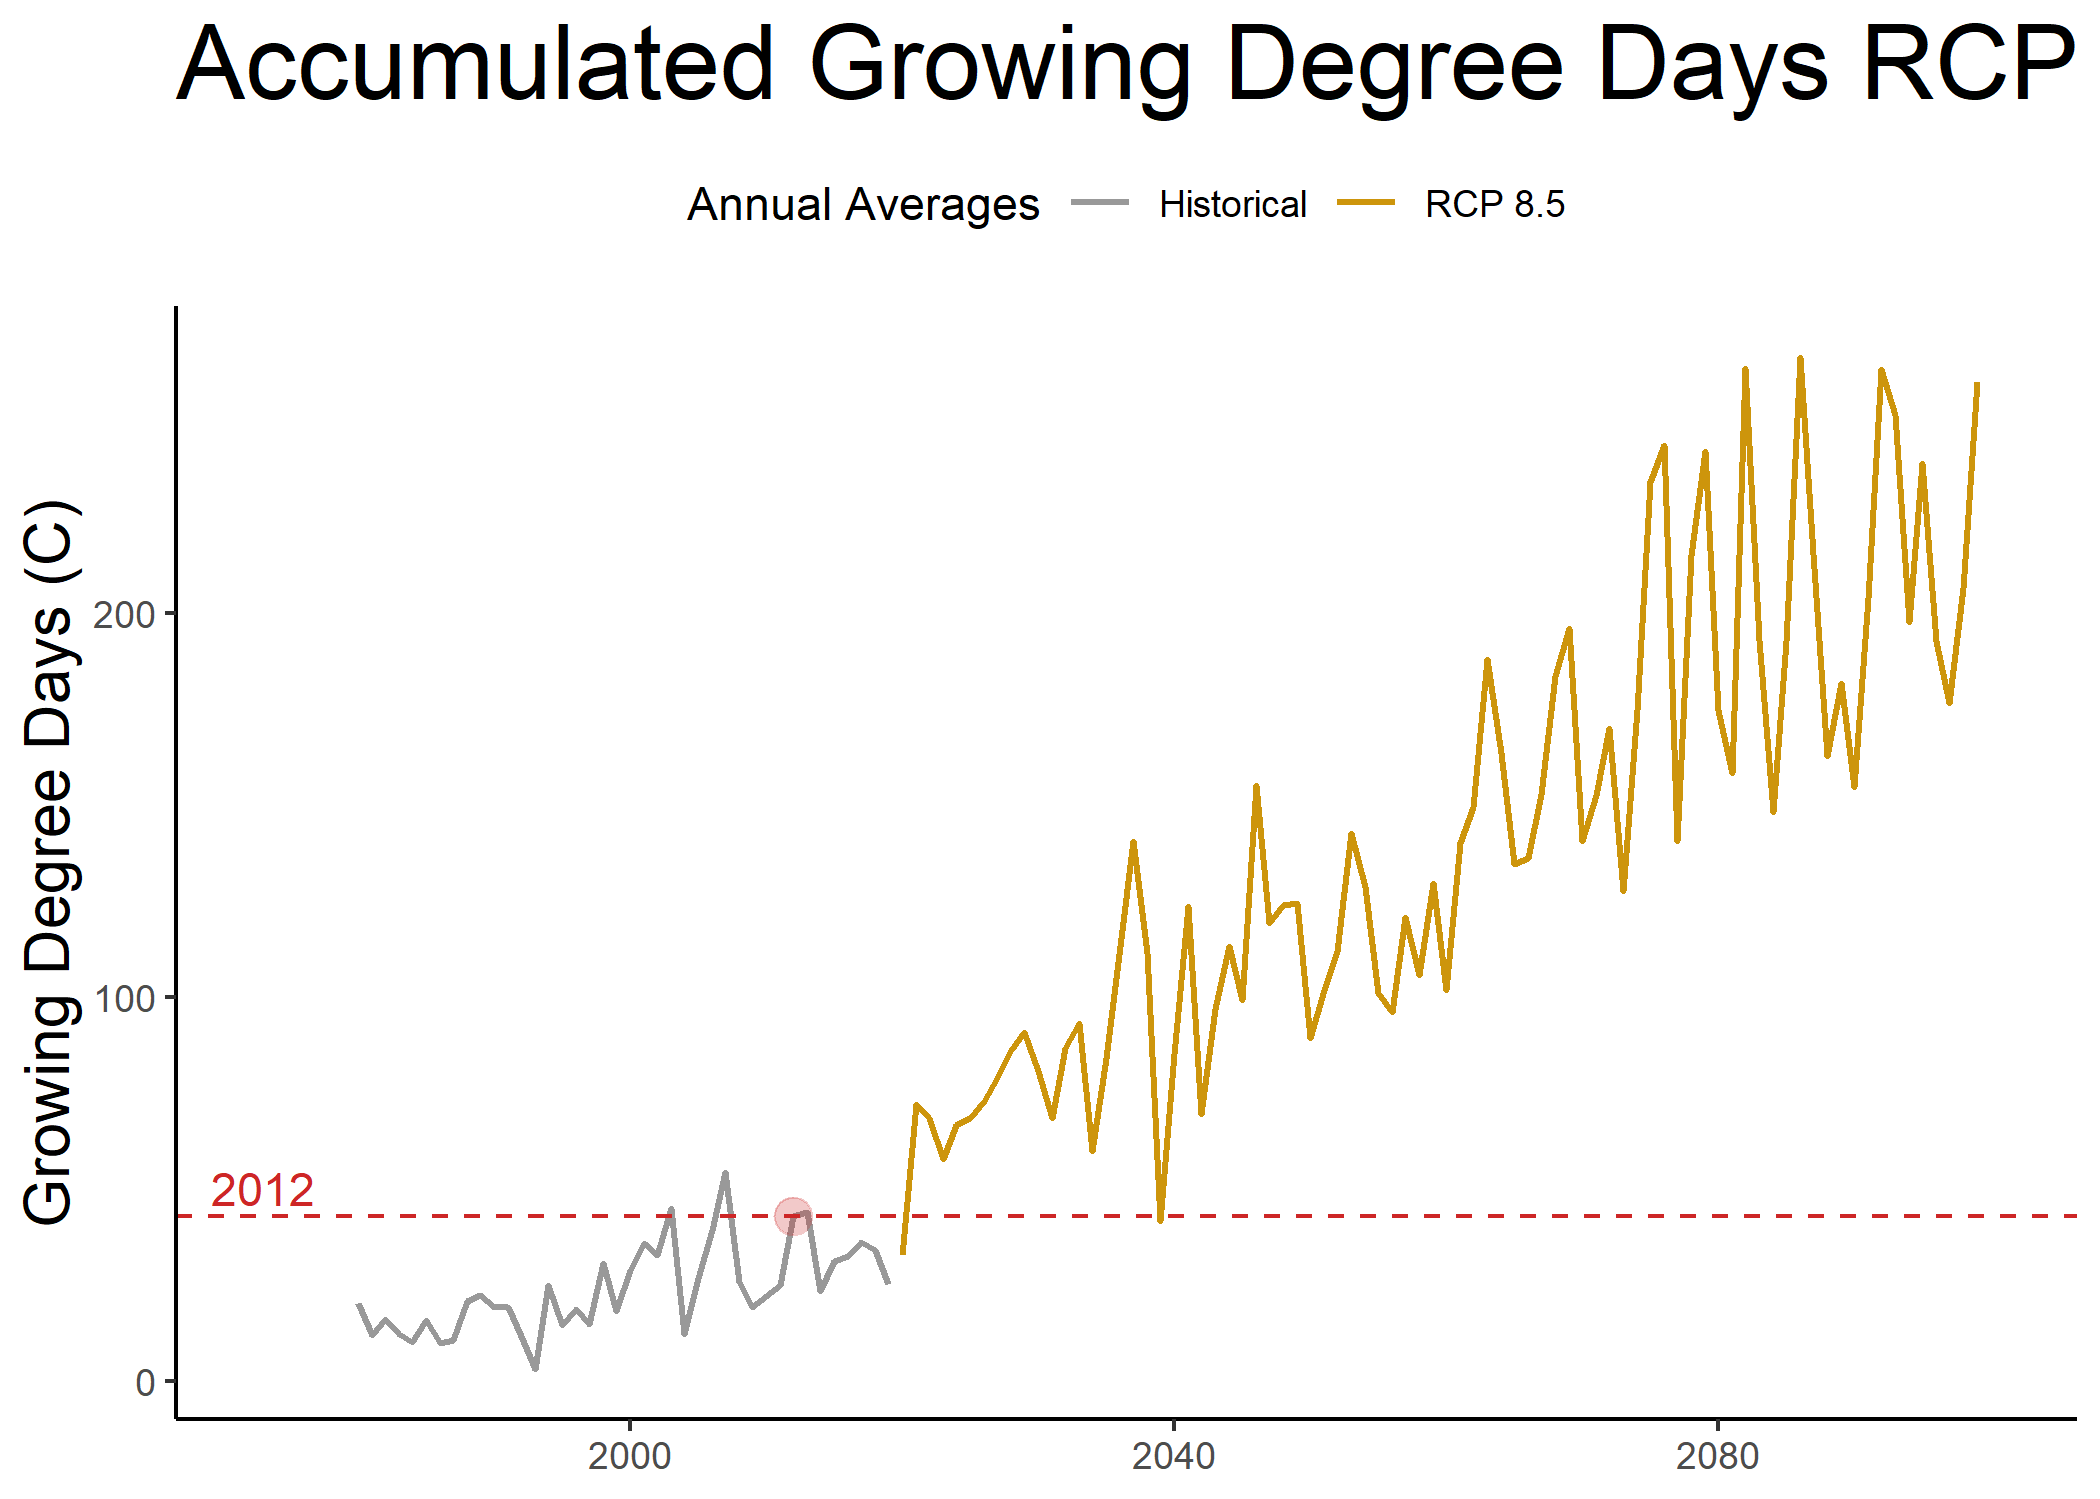 Accumulated Growing Degree Days RCP
Annual Averages Historical RCP 8.5
Growing Degree Days (C)
200
100
0
2012
2000 2040 2080